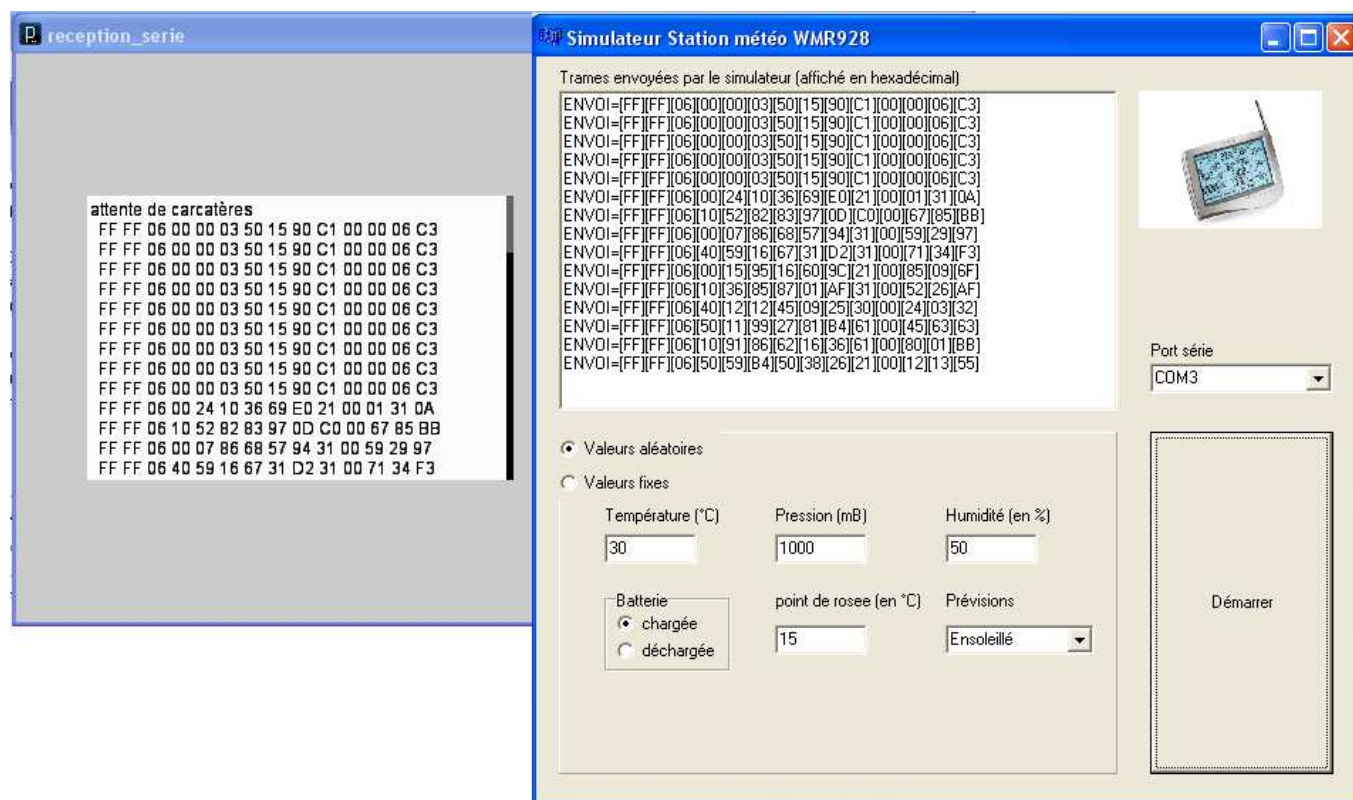 reception_serie
attente de carcatères
FF FF 06 00 00 03 50 15 90 C1 00 00 06 C3
FF FF 06 00 00 03 50 15 90 C1 00 00 06 C3
FF FF 06 00 00 03 50 15 90 C1 00 00 06 C3
FF FF 06 00 00 03 50 15 90 C1 00 00 06 C3
FF FF 06 00 00 03 50 15 90 C1 00 00 06 C3
FF FF 06 00 00 03 50 15 90 C1 00 00 06 C3
FF FF 06 00 00 03 50 15 90 C1 00 00 06 C3
FF FF 06 00 00 03 50 15 90 C1 00 00 06 C3
FF FF 06 00 00 03 50 15 90 C1 00 00 06 C3
FF FF 06 00 24 10 36 69 E0 21 00 01 31 0A
FF FF 06 10 52 82 83 97 0D C0 00 67 85 BB
FF FF 06 00 07 86 68 57 94 31 00 59 29 97
FF FF 06 40 59 16 67 31 D2 31 00 71 34 F3
Simulateur Station météo WMR928
Trames envoyées par le simulateur (affiché en hexadécimal)
ENVOI=[FF][FF][06][00][00][03][50][15][90][C1][00][00][06][C3]
ENVOI=[FF][FF][06][00][00][03][50][15][90][C1][00][00][06][C3]
ENVOI=[FF][FF][06][00][00][03][50][15][90][C1][00][00][06][C3]
ENVOI=[FF][FF][06][00][00][03][50][15][90][C1][00][00][06][C3]
ENVOI=[FF][FF][06][00][00][03][50][15][90][C1][00][00][06][C3]
ENVOI=[FF][FF][06][00][24][10][36][69][E0][21][00][01][31][0A]
ENVOI=[FF][FF][06][10][52][82][83][97][0D][C0][00][67][85][BB]
ENVOI=[FF][FF][06][00][07][86][68][57][94][31][00][59][29][97]
ENVOI=[FF][FF][06][40][59][16][67][31][D2][31][00][71][34][F3]
ENVOI=[FF][FF][06][00][15][95][16][60][9C][21][00][85][09][6F]
ENVOI=[FF][FF][06][10][36][85][87][01][AF][31][00][52][26][AF]
ENVOI=[FF][FF][06][40][12][12][45][09][25][30][00][24][03][32]
ENVOI=[FF][FF][06][50][11][99][27][81][B4][61][00][45][63][63]
ENVOI=[FF][FF][06][10][91][86][62][16][36][61][00][80][01][BB]
ENVOI=[FF][FF][06][50][59][B4][50][38][26][21][00][12][13][55]
Port série
COM3
Valeurs aléatoires
Valeurs fixes
Température (°C) Pression (mB) Humidité (en %)
30 1000 50
Batterie point de rosee (en °C) Prévisions
chargée
15 Ensoleillé
déchargée
Démarrer